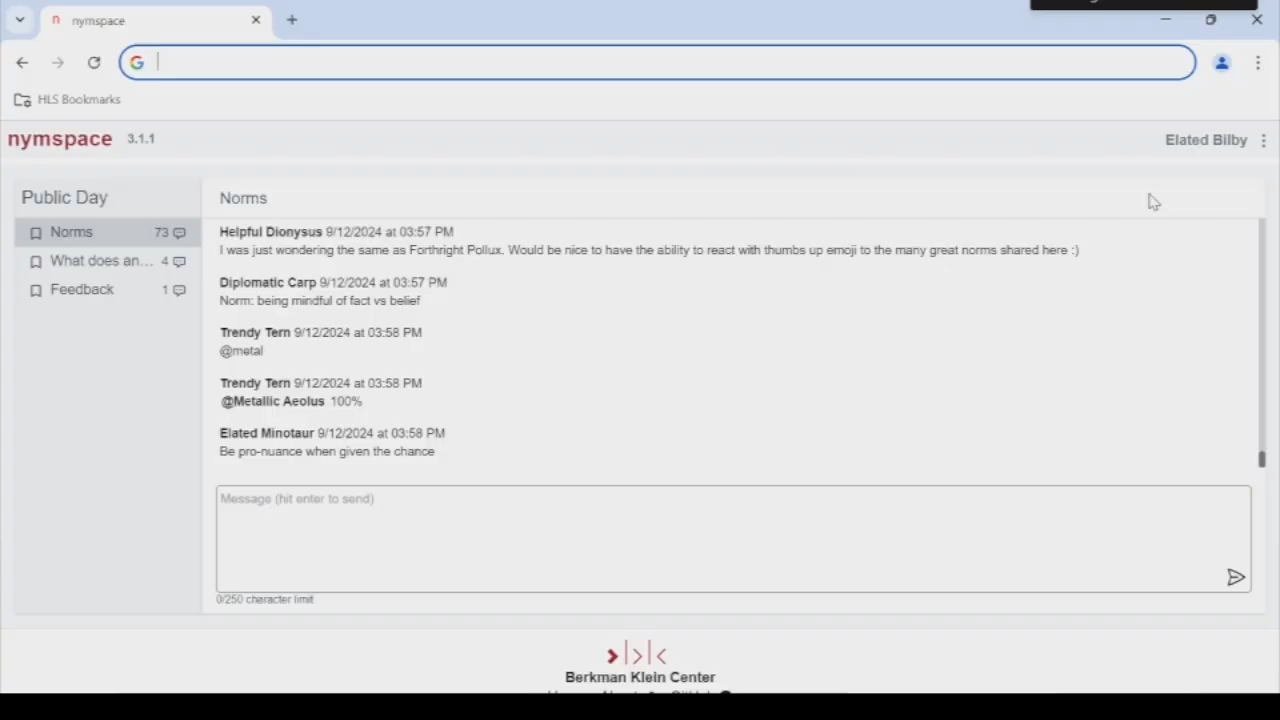 nymspace
HLS Bookmarks
nymspace 3.1.1
Elated Bilby
Public Day
Norms 73
What does an... 4
Feedback 1
Norms
Helpful Dionysus 9/12/2024 at 03:57 PM
I was just wondering the same as Forthright Pollux. Would be nice to have the ability to react with thumbs up emoji to the many great norms shared here :)
Diplomatic Carp 9/12/2024 at 03:57 PM
Norm: being mindful of fact vs belief
Trendy Tern 9/12/2024 at 03:58 PM
@metal
Trendy Tern 9/12/2024 at 03:58 PM
@Metallic Aeolus 100%
Elated Minotaur 9/12/2024 at 03:58 PM
Be pro-nuance when given the chance
Message (hit enter to send)
0/250 character limit
Berkman Klein Center